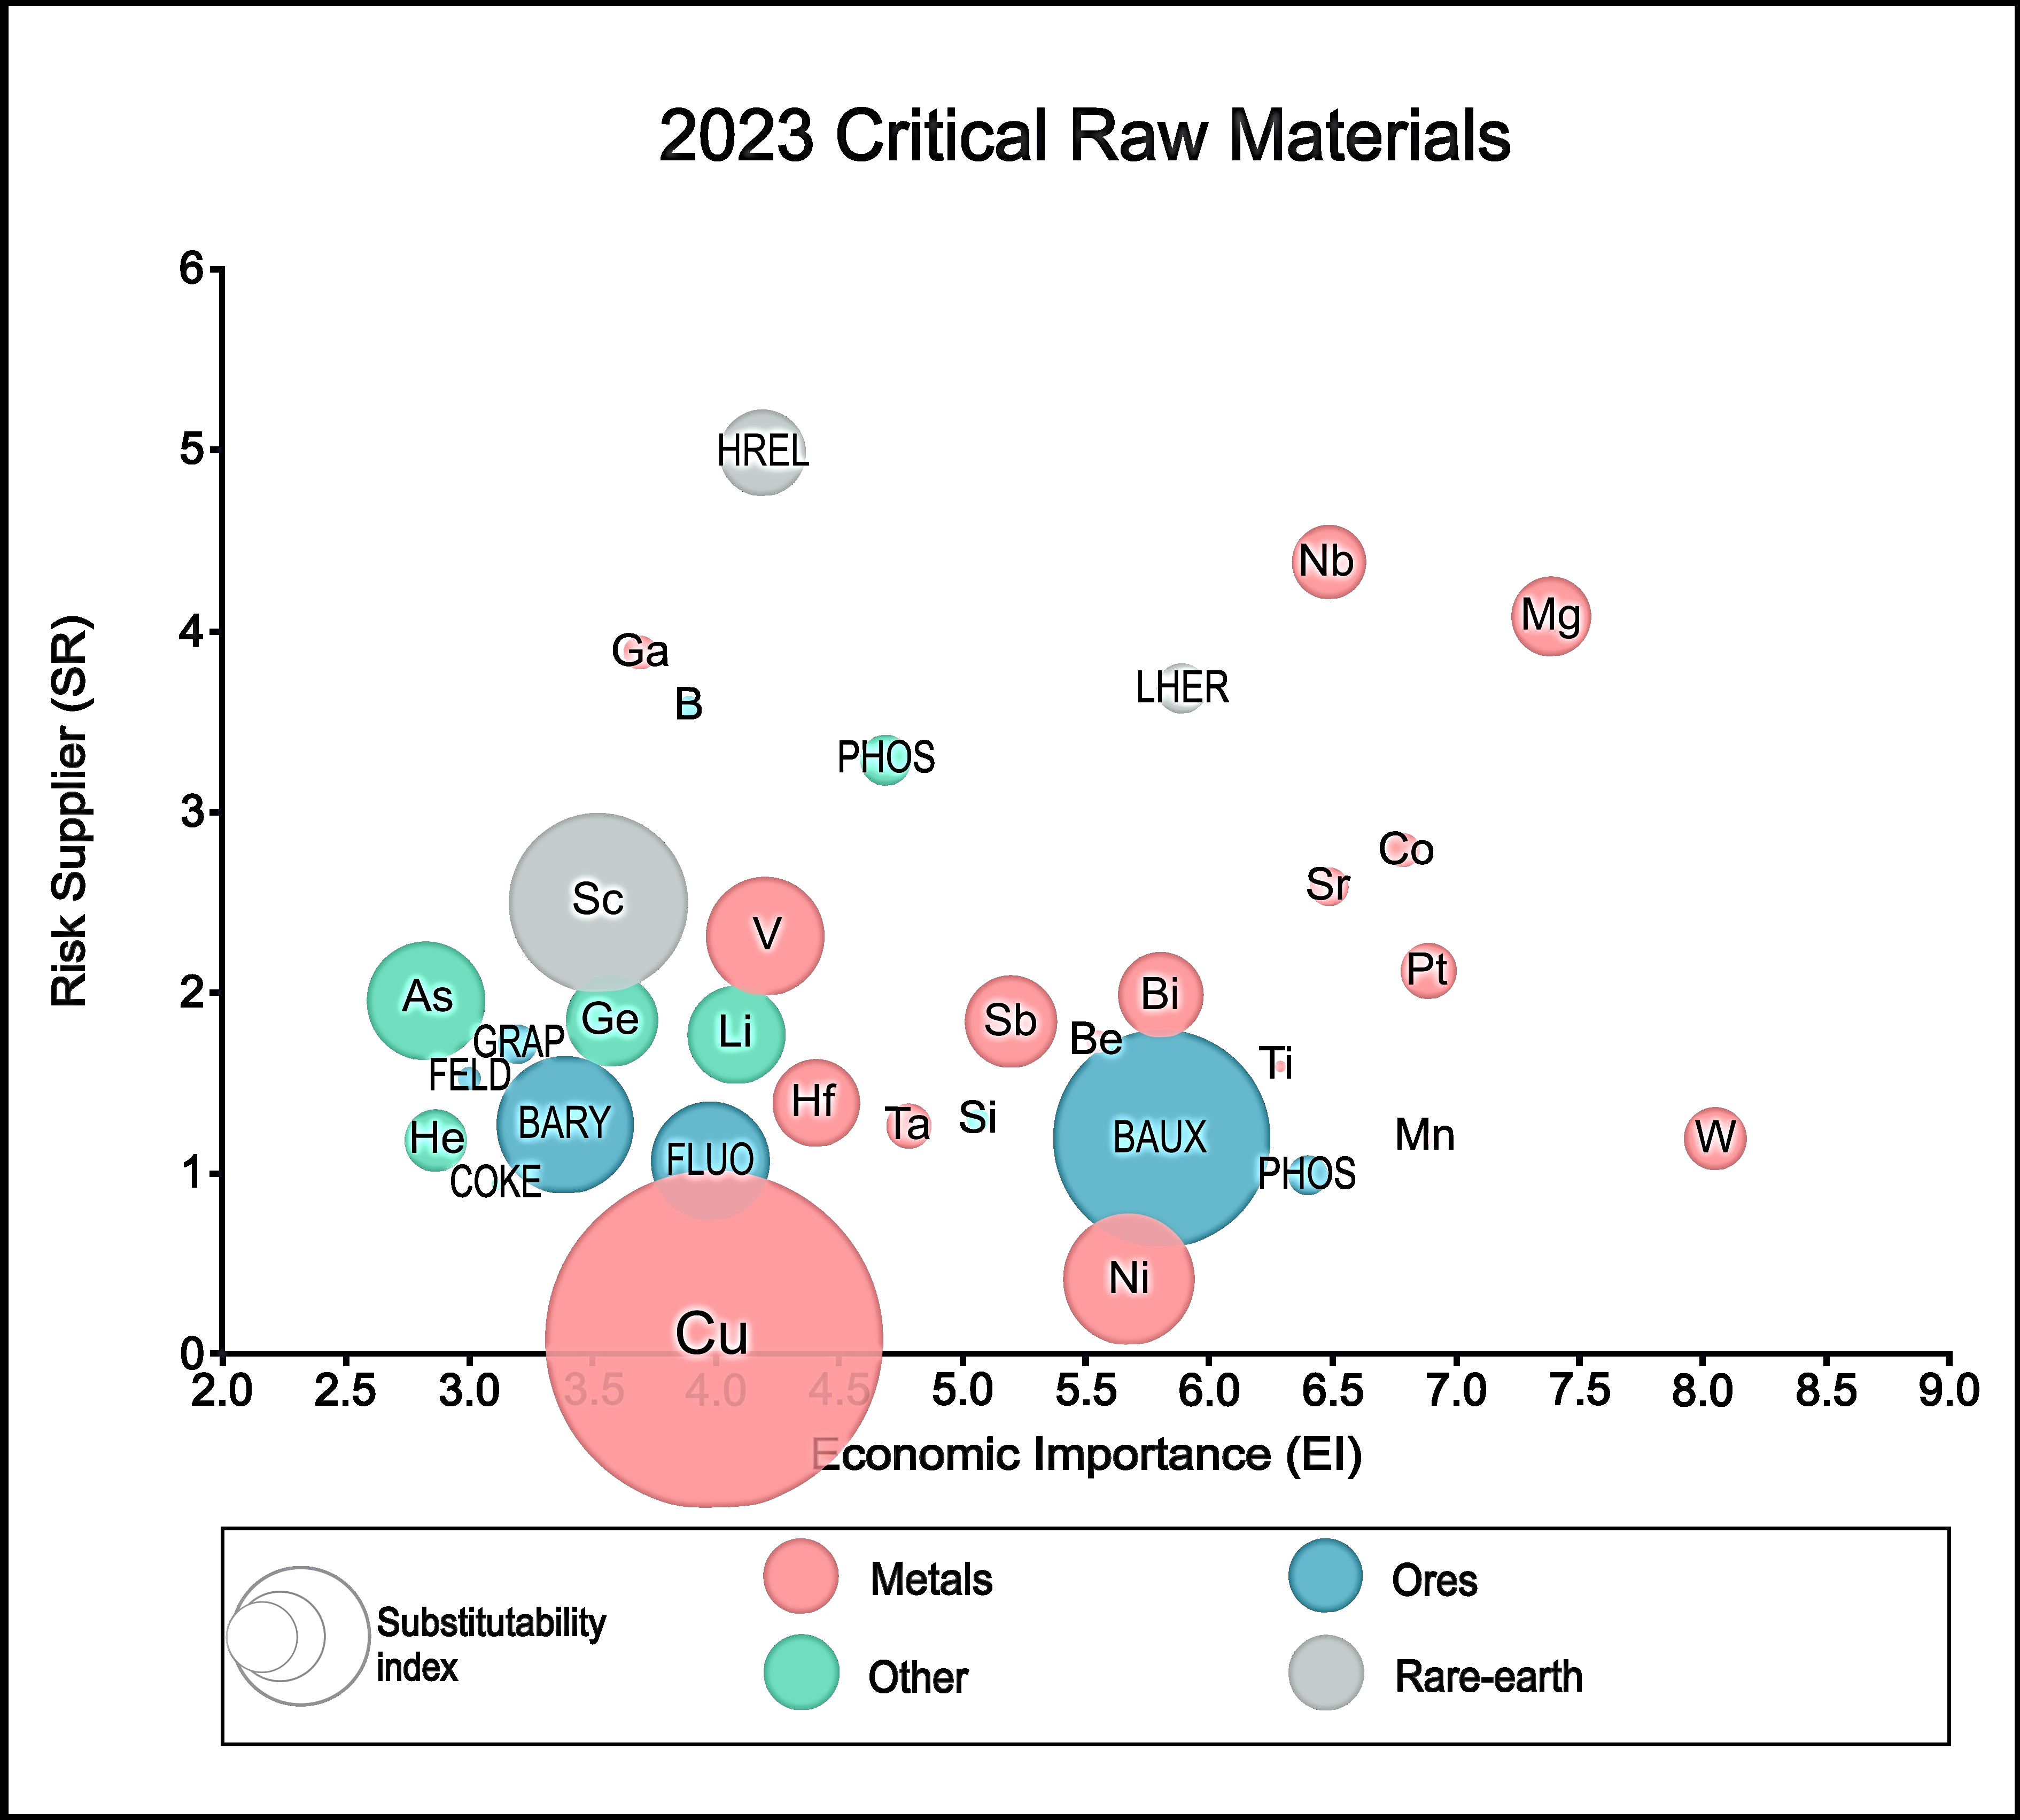 2023 Critical Raw Materials
Risk Supplier (SR)
6
5
4
3
2
1
0
HREL
Nb
Mg
Ga
LHER
B
PHOS
Co
Sr
Sc
V
Pt
As
Bi
Ge
Sb
Li
GRAP
Be
Ti
FELD
Hf
BARY
Ta
Si
He
BAUX
Mn
W
FLUO
PHOS
COKE
Ni
Cu
2.0 2.5 3.0 3.5 4.0 4.5 5.0 5.5 6.0 6.5 7.0 7.5 8.0 8.5 9.0
Economic Importance (EI)
Substitutability
index
Metals
Ores
Other
Rare-earth